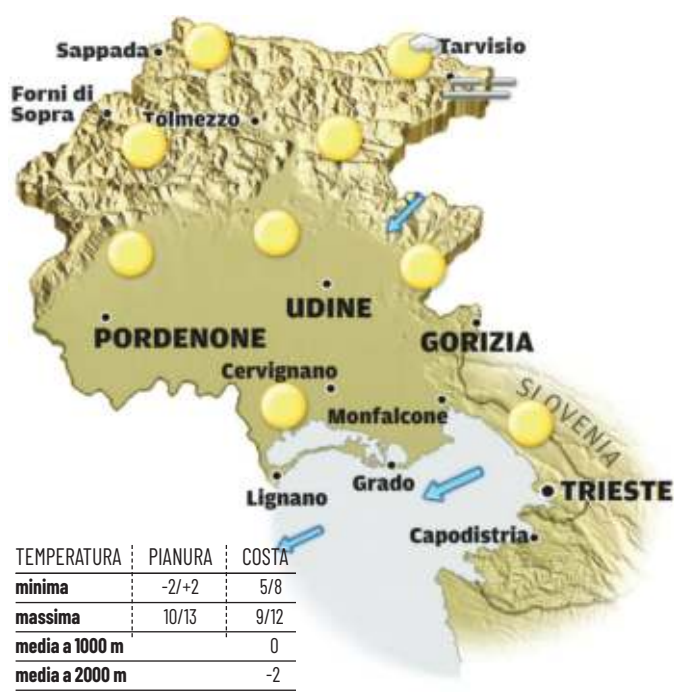 Sappada
Tarvisio
Forni di
Sopra
Tolmezzo
UDINE
PORDENONE
GORIZIA
Cervignano
SLOVENIA
Monfalcone
Grado
Lignano
TRIESTE
Capodistria
TEMPERATURA PIANURA COSTA
minima -2/+2 5/8
massima 10/13 9/12
media a 1000 m 0
media a 2000 m -2